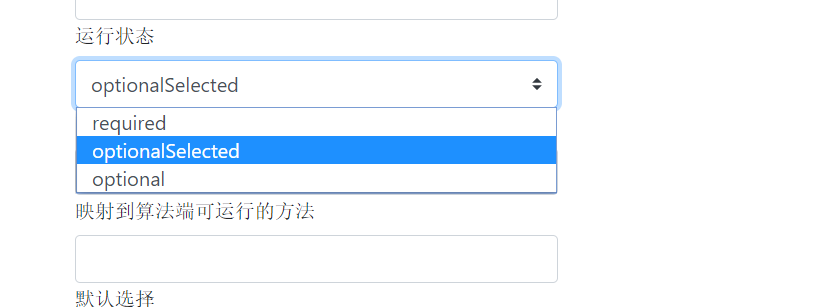 运行状态
optionalSelected
required
optionalSelected
optional
映射到算法端可运行的方法
默认选择